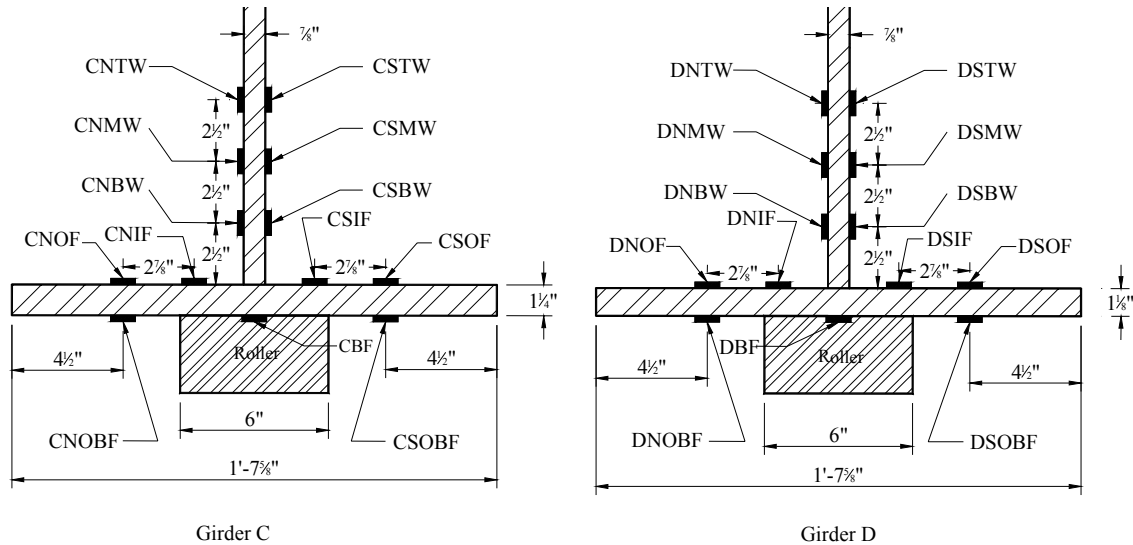 ⅞"
CNTW
CSTW
2½"
CNMW
CSMW
2½"
CNBW
CSBW
CNIF
CSIF
CNOF
CSOF
2⅞"
2½"
2⅞"
1¼"
4½"
Roller
CBF
4½"
CNOBF
6"
CSOBF
1'-7⅝"
Girder C
⅞"
DNTW
DSTW
2½"
DNMW
DSMW
2½"
DNBW
DSBW
DNIF
DNOF
DSIF
DSOF
2⅞"
2½"
2⅞"
1⅛"
4½"
DBF
Roller
4½"
DNOBF
6"
DSOBF
1'-7⅝"
Girder D